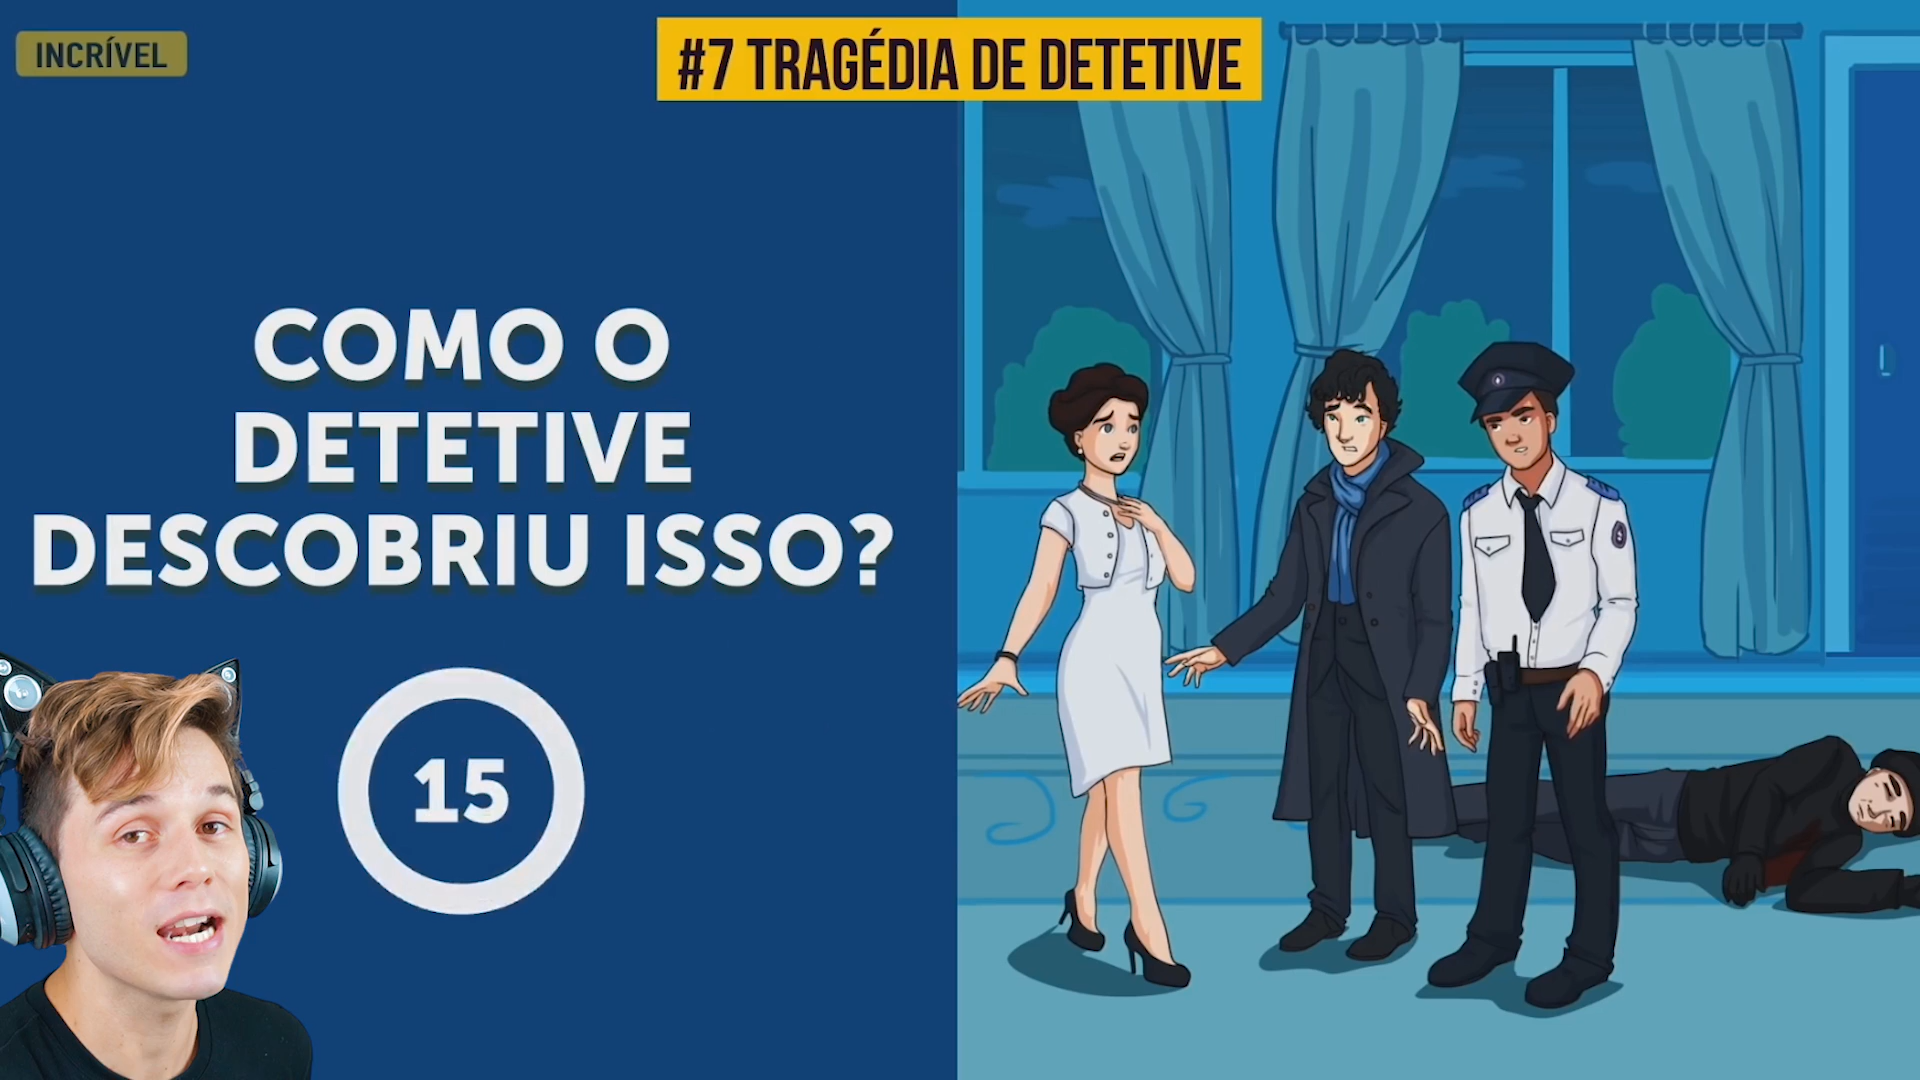 INCRÍVEL
#7 TRAGÉDIA DE DETETIVE
COMO O
DETETIVE
DESCOBRIU ISSO?
15